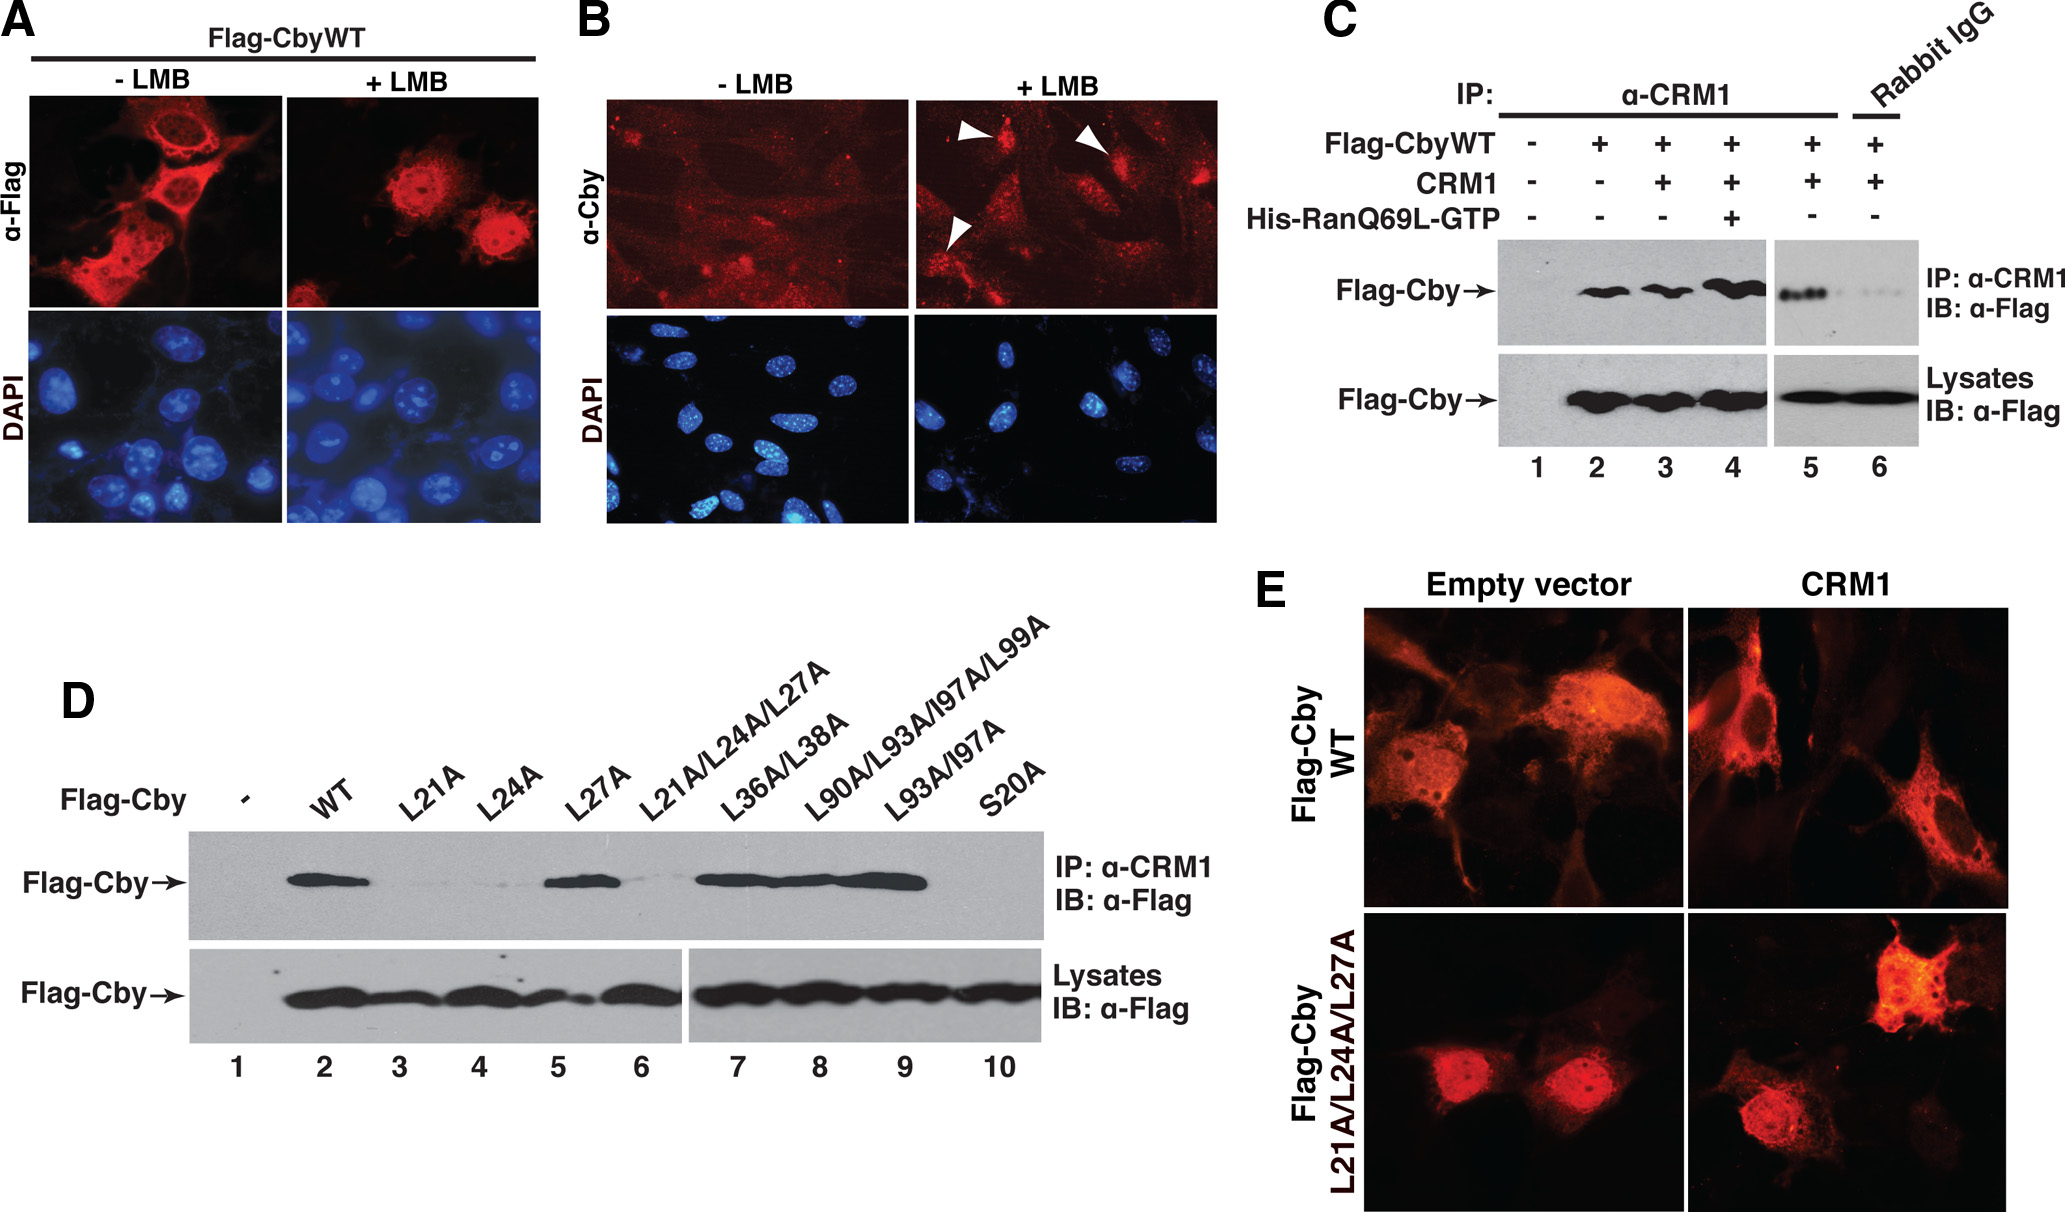 A
Flag-CbyWT
- LMB
+ LMB
α-Flag
DAPI
B
- LMB
+ LMB
α-Cby
DAPI
C
Rabbit IgG
IP:
α-CRM1
Flag-CbyWT - + + + + +
CRM1 - - + + + +
His-RanQ69L-GTP - - - + - -
Flag-Cby→
IP: α-CRM1
IB: α-Flag
Flag-Cby→
Lysates
IB: α-Flag
1 2 3 4 5 6
D
Flag-Cby - WT L21A L24A L27A L21A/L24A/L27A L36A/L38A L90A/L93A/I97A/L99A L93A/I97A S20A
Flag-Cby→
IP: α-CRM1
IB: α-Flag
Flag-Cby→
Lysates
IB: α-Flag
1 2 3 4 5 6 7 8 9 10
E
Empty vector
CRM1
Flag-Cby
WT
Flag-Cby
L21A/L24A/L27A